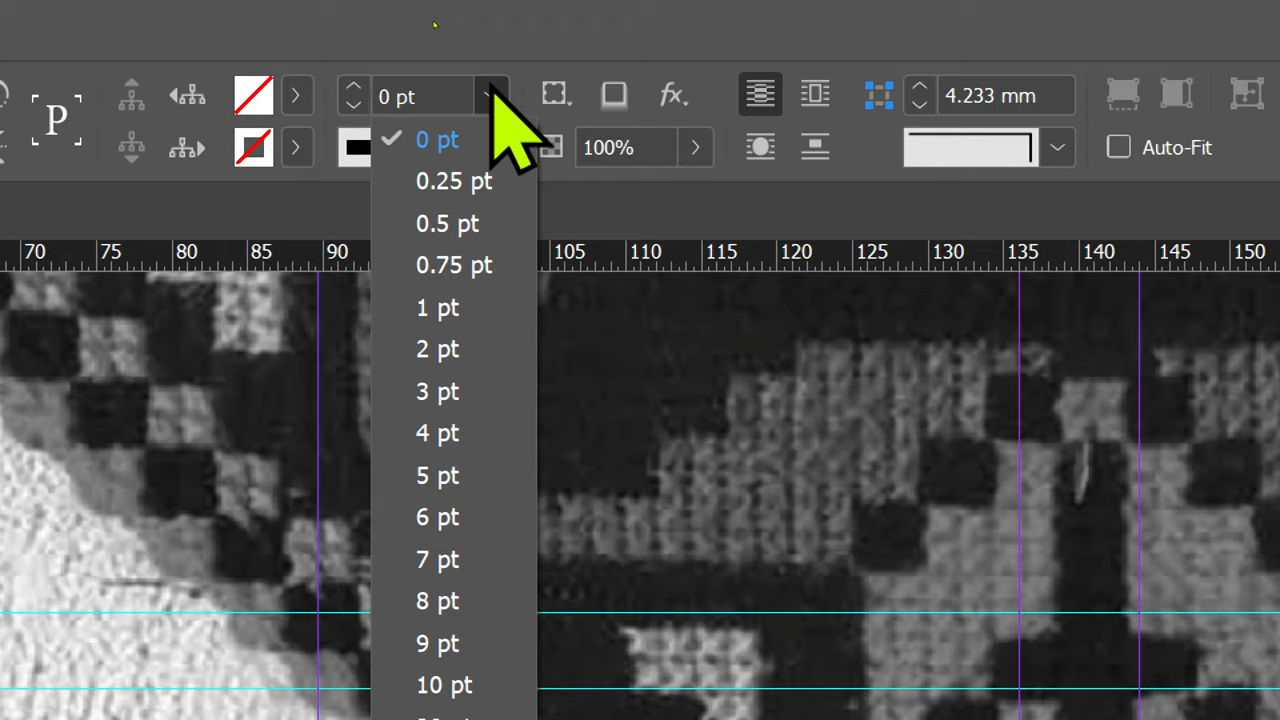 P
0 pt
4.233 mm
100%
Auto-Fit
fx
0 pt
0.25 pt
0.5 pt
0.75 pt
1 pt
2 pt
3 pt
4 pt
5 pt
6 pt
7 pt
8 pt
9 pt
10 pt
70 75 80 85 90 105 110 115 120 125 130 135 140 145 150